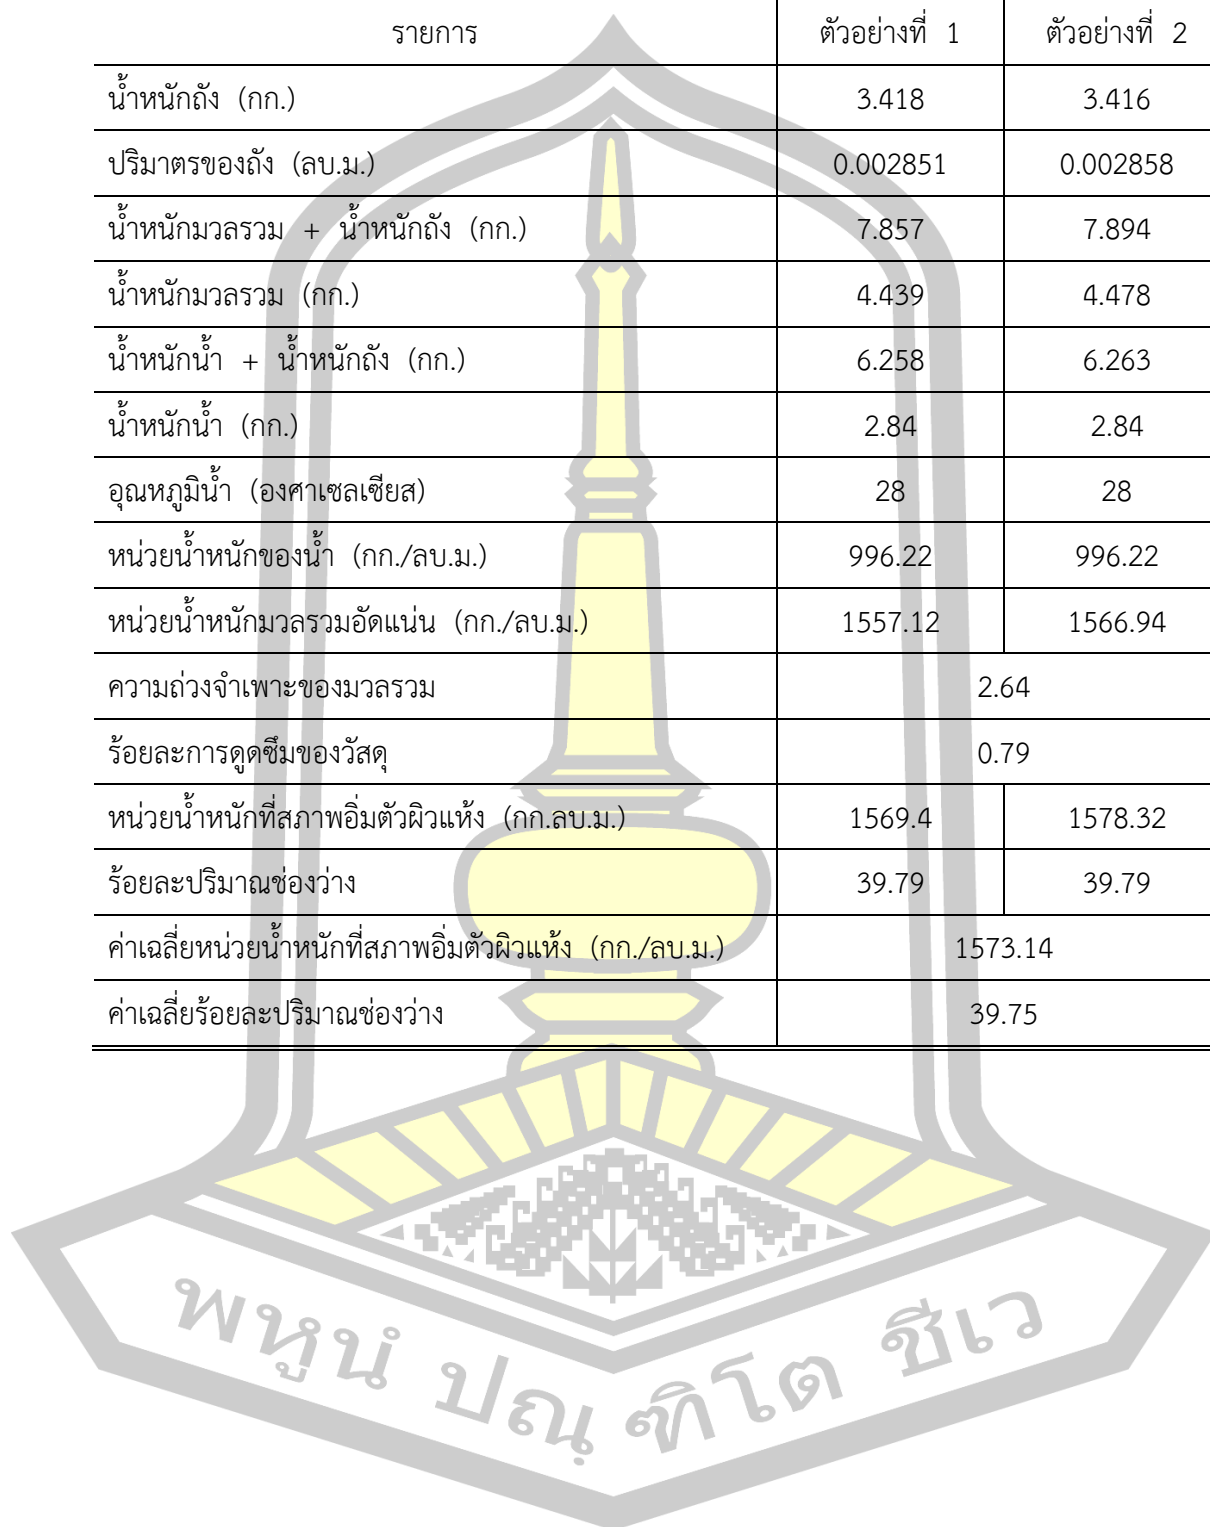 รายการ ตัวอย่างที่ 1 ตัวอย่างที่ 2
น้ำหนักถัง (กก.) 3.418 3.416
ปริมาตรของถัง (ลบ.ม.) 0.002851 0.002858
น้ำหนักมวลรวม + น้ำหนักถัง (กก.) 7.857 7.894
น้ำหนักมวลรวม (กก.) 4.439 4.478
น้ำหนักน้ำ + น้ำหนักถัง (กก.) 6.258 6.263
น้ำหนักน้ำ (กก.) 2.84 2.84
อุณหภูมิน้ำ (องศาเซลเซียส) 28 28
หน่วยน้ำหนักของน้ำ (กก./ลบ.ม.) 996.22 996.22
หน่วยน้ำหนักมวลรวมอัดแน่น (กก./ลบ.ม.) 1557.12 1566.94
ความถ่วงจำเพาะของมวลรวม 2.64
ร้อยละการดูดซึมของวัสดุ 0.79
หน่วยน้ำหนักที่สภาพอิ่มตัวผิวแห้ง (กก.ลบ.ม.) 1569.4 1578.32
ร้อยละปริมาณช่องว่าง 39.79 39.79
ค่าเฉลี่ยหน่วยน้ำหนักที่สภาพอิ่มตัวผิวแห้ง (กก./ลบ.ม.) 1573.14
ค่าเฉลี่ยร้อยละปริมาณช่องว่าง 39.75
พหูนํ ปณฺฑิโต ชีเว